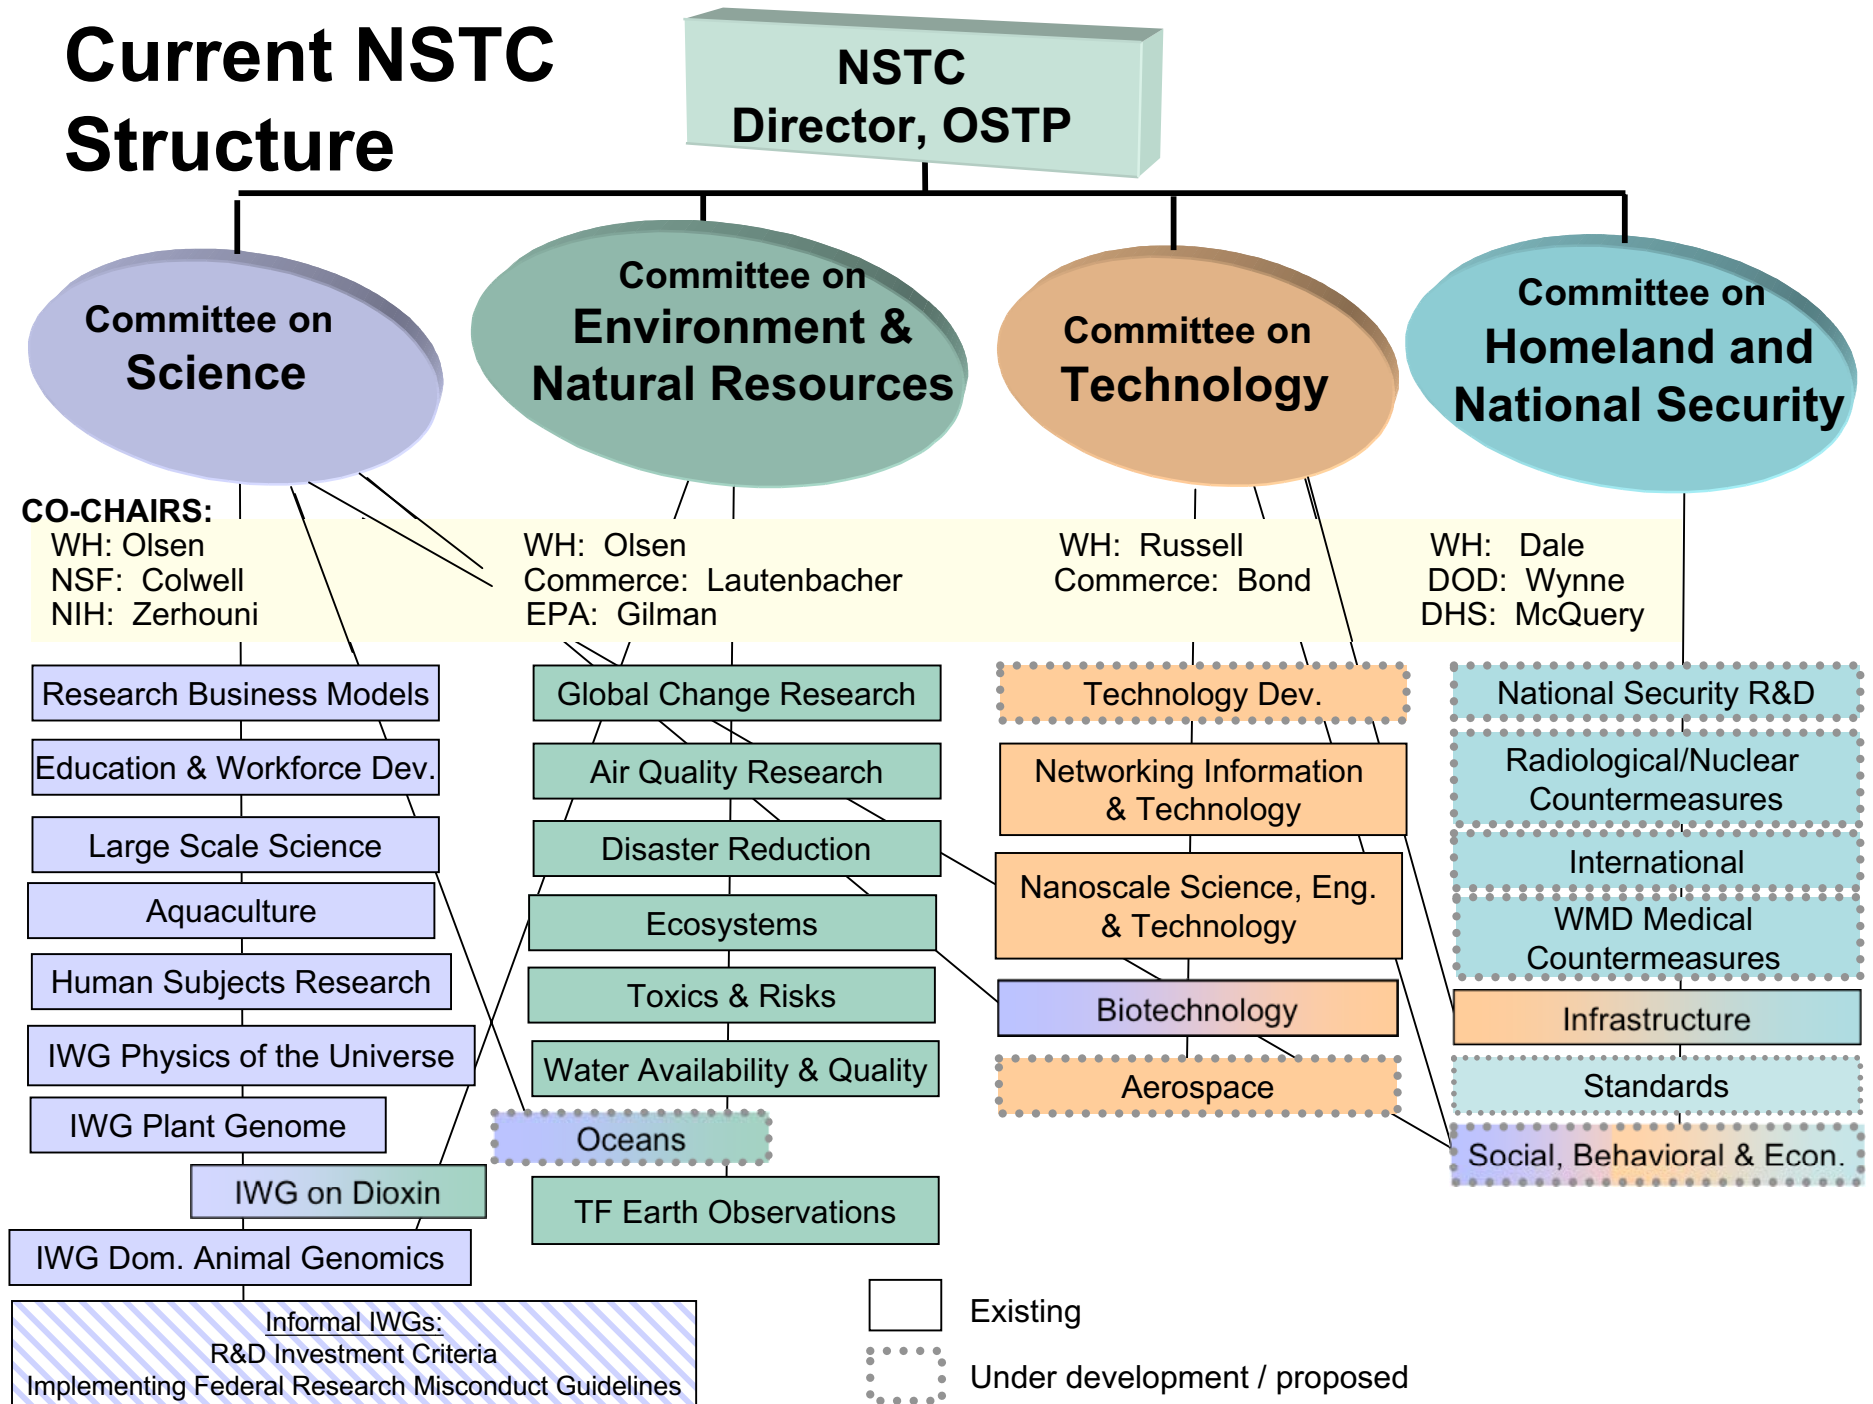 Current NSTC
Structure
NSTC
Director, OSTP
Committee on
Science
Committee on
Environment &
Natural Resources
Committee on
Technology
Committee on
Homeland and
National Security
CO-CHAIRS:
WH: Olsen
NSF: Colwell
NIH: Zerhouni
WH: Olsen
Commerce: Lautenbacher
EPA: Gilman
WH: Russell
Commerce: Bond
WH: Dale
DOD: Wynne
DHS: McQuery
Research Business Models
Education & Workforce Dev.
Large Scale Science
Aquaculture
Human Subjects Research
IWG Physics of the Universe
IWG Plant Genome
IWG on Dioxin
IWG Dom. Animal Genomics
Informal IWGs:
R&D Investment Criteria
Implementing Federal Research Misconduct Guidelines
Global Change Research
Air Quality Research
Disaster Reduction
Ecosystems
Toxics & Risks
Water Availability & Quality
Oceans
TF Earth Observations
Technology Dev.
Networking Information
& Technology
Nanoscale Science, Eng.
& Technology
Biotechnology
Aerospace
National Security R&D
Radiological/Nuclear
Countermeasures
International
WMD Medical
Countermeasures
Infrastructure
Standards
Social, Behavioral & Econ.
Existing
Under development / proposed